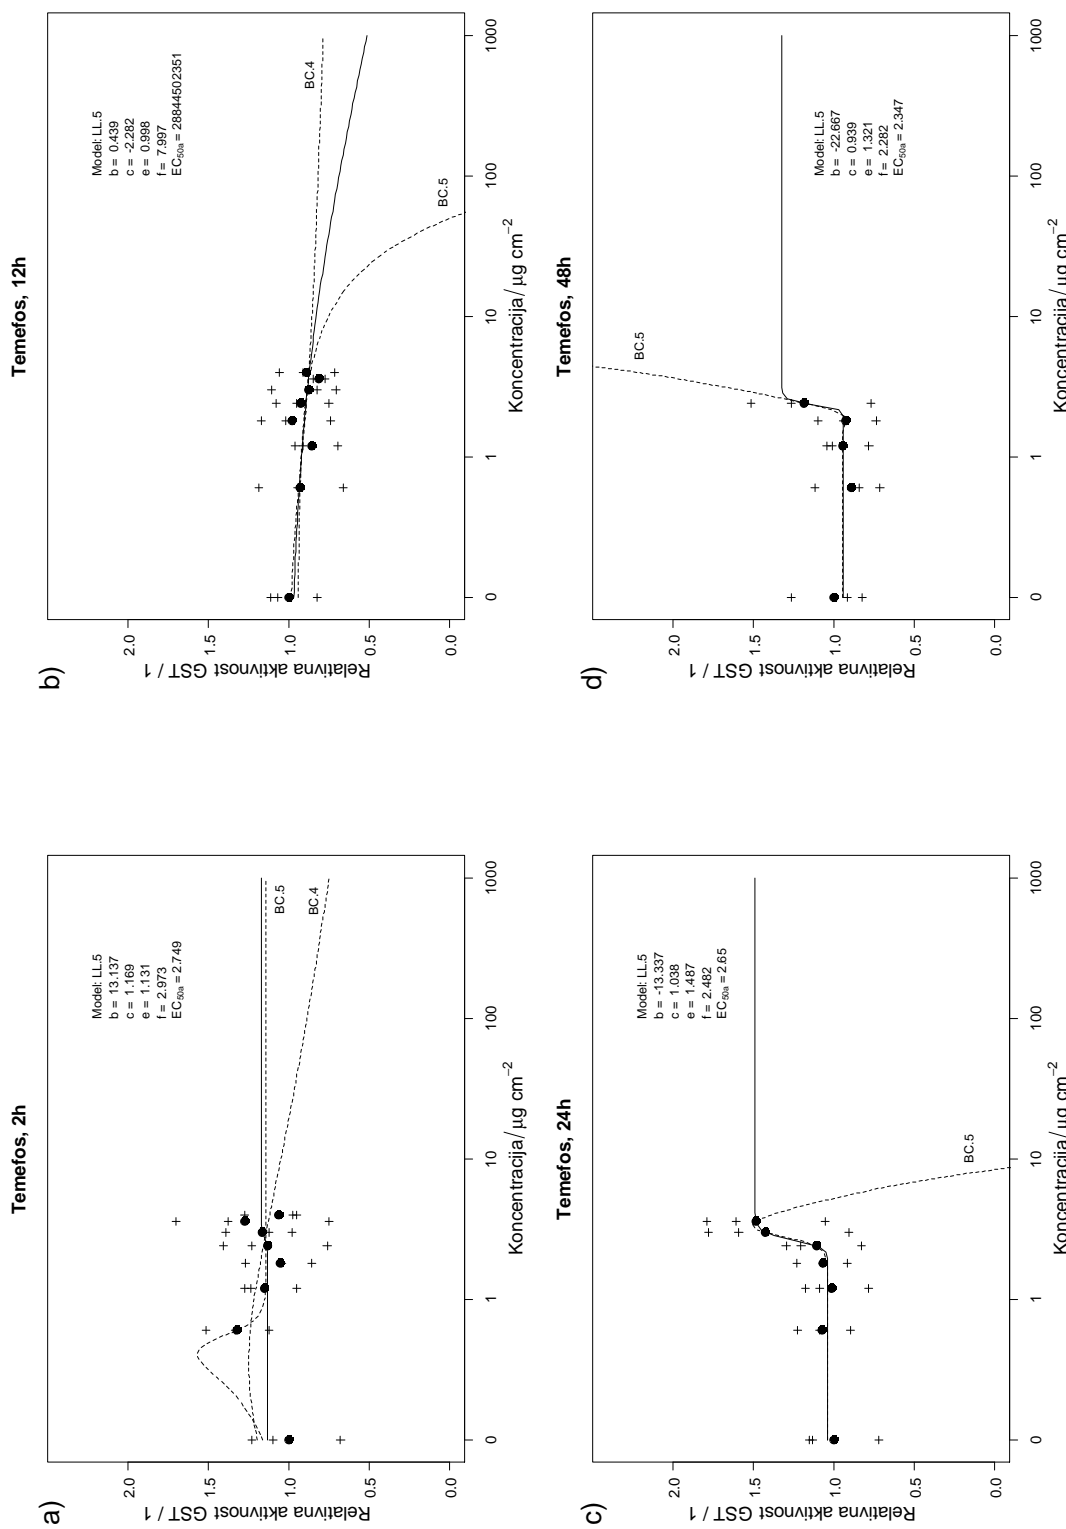 a)
Temefos, 2h
Model: LL.5
b = 13.137
c = 1.169
e = 1.131
f = 2.973
EC50a = 2.749
BC.5
BC.4
2.0
1.5
1.0
0.5
0.0
Relativna aktivnost GST / 1
0
1
10
100
1000
Koncentracija/ μg cm−2
b)
Temefos, 12h
Model: LL.5
b = 0.439
c = -2.282
e = 0.998
f = 7.997
EC50a = 28844502351
BC.4
BC.5
2.0
1.5
1.0
0.5
0.0
Relativna aktivnost GST / 1
0
1
10
100
1000
Koncentracija/ μg cm−2
c)
Temefos, 24h
Model: LL.5
b = -13.337
c = 1.038
e = 1.487
f = 2.482
EC50a = 2.65
BC.5
2.0
1.5
1.0
0.5
0.0
Relativna aktivnost GST / 1
0
1
10
100
1000
Koncentracija/ μg cm−2
d)
Temefos, 48h
BC.5
Model: LL.5
b = -22.667
c = 0.939
e = 1.321
f = 2.282
EC50a = 2.347
2.0
1.5
1.0
0.5
0.0
Relativna aktivnost GST / 1
0
1
10
100
1000
Koncentracija/ μg cm−2